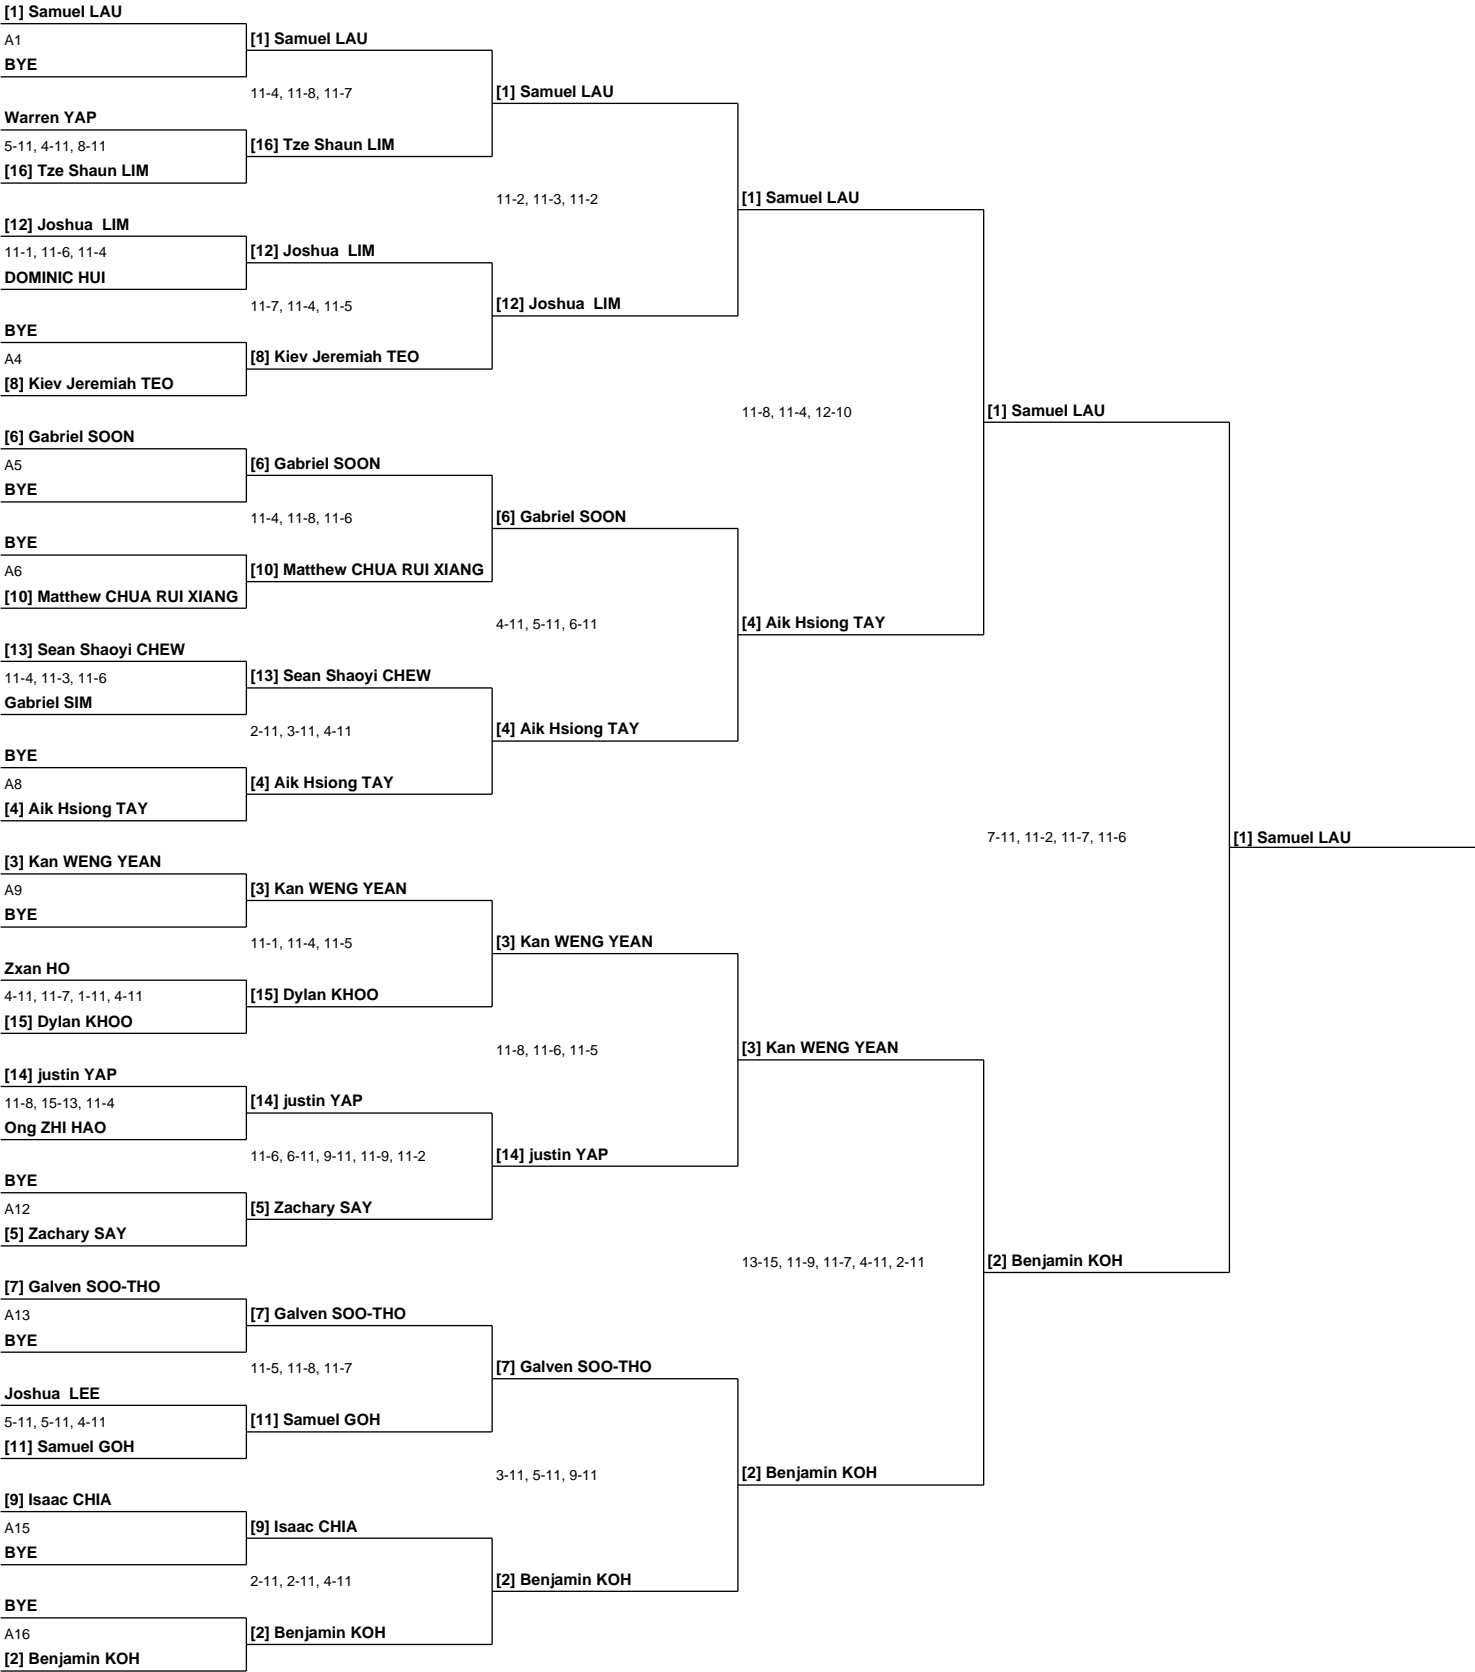 [1] Samuel LAU
A1
BYE
Warren YAP
5-11, 4-11, 8-11
[16] Tze Shaun LIM
[12] Joshua  LIM
11-1, 11-6, 11-4
DOMINIC HUI
BYE
A4
[8] Kiev Jeremiah TEO
[6] Gabriel SOON
A5
BYE
BYE
A6
[10] Matthew CHUA RUI XIANG
[13] Sean Shaoyi CHEW
11-4, 11-3, 11-6
Gabriel SIM
BYE
A8
[4] Aik Hsiong TAY
[3] Kan WENG YEAN
A9
BYE
Zxan HO
4-11, 11-7, 1-11, 4-11
[15] Dylan KHOO
[14] justin YAP
11-8, 15-13, 11-4
Ong ZHI HAO
BYE
A12
[5] Zachary SAY
[7] Galven SOO-THO
A13
BYE
Joshua  LEE
5-11, 5-11, 4-11
[11] Samuel GOH
[9] Isaac CHIA
A15
BYE
BYE
A16
[2] Benjamin KOH
[1] Samuel LAU
11-4, 11-8, 11-7
[16] Tze Shaun LIM
[12] Joshua  LIM
11-7, 11-4, 11-5
[8] Kiev Jeremiah TEO
[6] Gabriel SOON
11-4, 11-8, 11-6
[10] Matthew CHUA RUI XIANG
[13] Sean Shaoyi CHEW
2-11, 3-11, 4-11
[4] Aik Hsiong TAY
[3] Kan WENG YEAN
11-1, 11-4, 11-5
[15] Dylan KHOO
[14] justin YAP
11-6, 6-11, 9-11, 11-9, 11-2
[5] Zachary SAY
[7] Galven SOO-THO
11-5, 11-8, 11-7
[11] Samuel GOH
[9] Isaac CHIA
2-11, 2-11, 4-11
[2] Benjamin KOH
[1] Samuel LAU
11-2, 11-3, 11-2
[12] Joshua  LIM
[6] Gabriel SOON
4-11, 5-11, 6-11
[4] Aik Hsiong TAY
[3] Kan WENG YEAN
11-8, 11-6, 11-5
[14] justin YAP
[7] Galven SOO-THO
3-11, 5-11, 9-11
[2] Benjamin KOH
[1] Samuel LAU
11-8, 11-4, 12-10
[4] Aik Hsiong TAY
[3] Kan WENG YEAN
13-15, 11-9, 11-7, 4-11, 2-11
[2] Benjamin KOH
[1] Samuel LAU
7-11, 11-2, 11-7, 11-6
[2] Benjamin KOH
[1] Samuel LAU